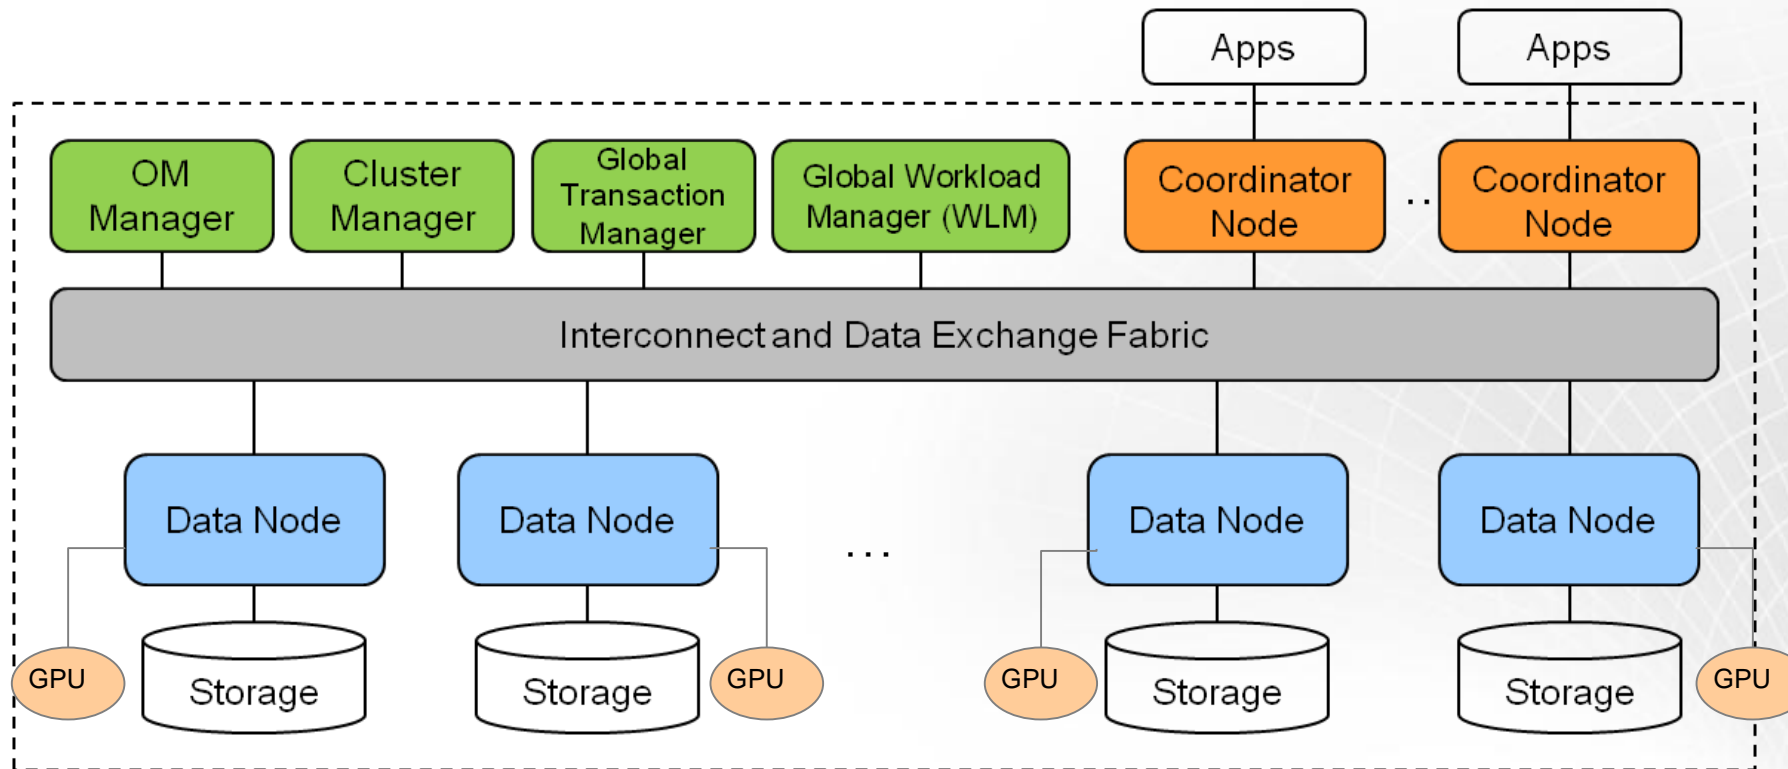 Apps
Apps
OM
Manager
Cluster
Manager
Global
Transaction
Manager
Global Workload
Manager (WLM)
Coordinator
Node
..
Coordinator
Node
Interconnect and Data Exchange Fabric
Data Node
Data Node
...
Data Node
Data Node
GPU
Storage
Storage
GPU
GPU
Storage
Storage
GPU